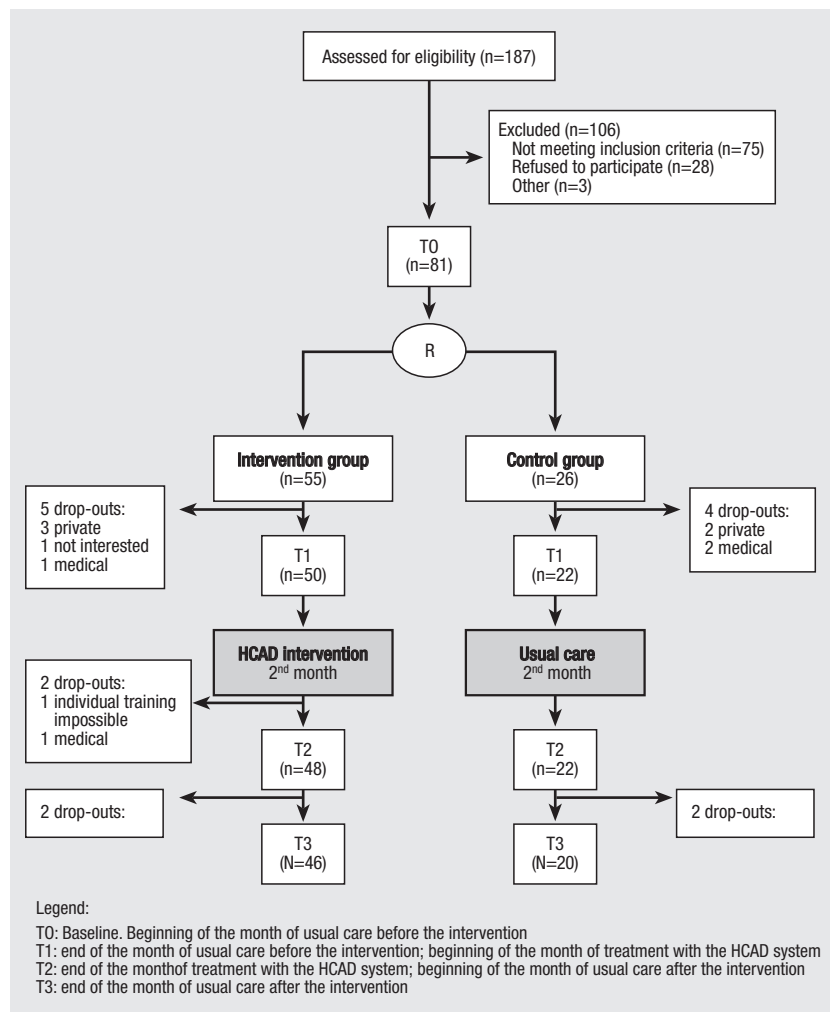 Assessed for eligibility (n=187)
Excluded (n=106)
Not meeting inclusion criteria (n=75)
Refused to participate (n=28)
Other (n=3)
T0
(n=81)
R
Intervention group
(n=55)
Control group
(n=26)
5 drop-outs:
3 private
1 not interested
1 medical
4 drop-outs:
2 private
2 medical
T1
(n=50)
T1
(n=22)
HCAD intervention
2nd month
Usual care
2nd month
2 drop-outs:
1 individual training
impossible
1 medical
T2
(n=48)
T2
(n=22)
2 drop-outs:
2 drop-outs:
T3
(N=46)
T3
(N=20)
Legend:
T0: Baseline. Beginning of the month of usual care before the intervention
T1: end of the month of usual care before the intervention; beginning of the month of treatment with the HCAD system
T2: end of the monthof treatment with the HCAD system; beginning of the month of usual care after the intervention
T3: end of the month of usual care after the intervention